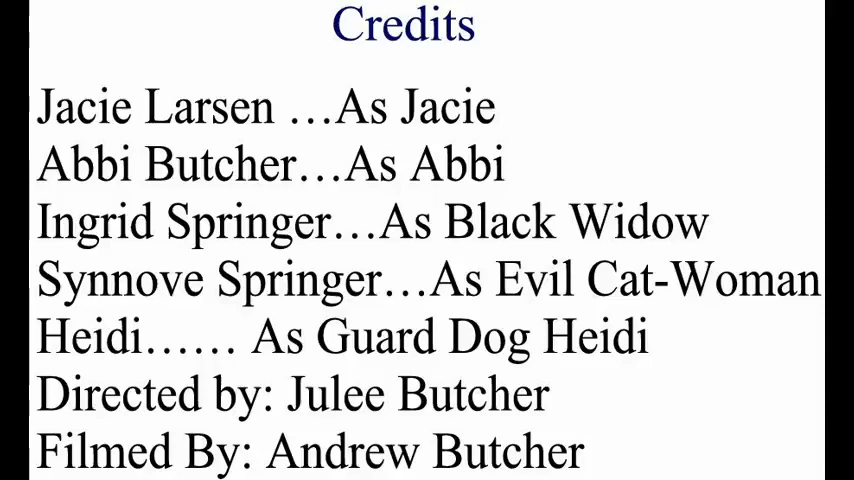 Credits
Jacie Larsen …As Jacie
Abbi Butcher…As Abbi
Ingrid Springer…As Black Widow
Synnove Springer…As Evil Cat-Woman
Heidi…… As Guard Dog Heidi
Directed by: Julee Butcher
Filmed By: Andrew Butcher